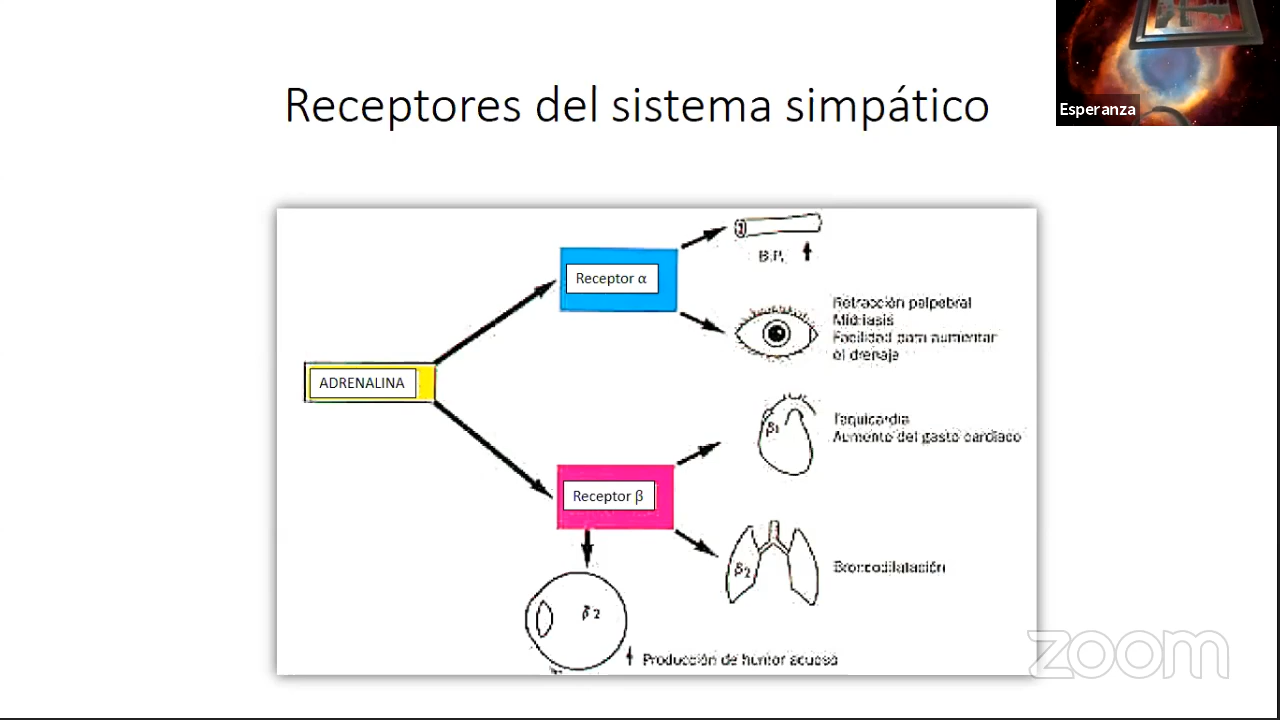 Esperanza
Receptores del sistema simpático
Receptor α
B.P.
Retracción palpebral
Midriasis
Facilidad para aumentar
el drenaje
ADRENALINA
β1
Taquicardia
Aumento del gasto cardiaco
Receptor β
β2
Broncodilatación
β2
Producción de humor acuoso
zoom